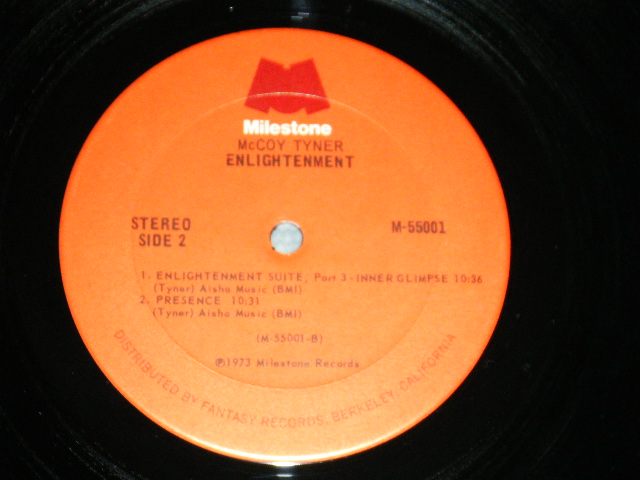 Milestone
McCOY TYNER
ENLIGHTENMENT
STEREO
SIDE 2
M-55001
1. ENLIGHTENMENT SUITE, Part 3 - INNER GLIMPSE 10:36
(Tyner) Aisha Music (BMI)
2. PRESENCE 10:31
(Tyner) Aisha Music (BMI)
(M-55001-B)
℗1973 Milestone Records
DISTRIBUTED BY FANTASY RECORDS, BERKELEY, CALIFORNIA